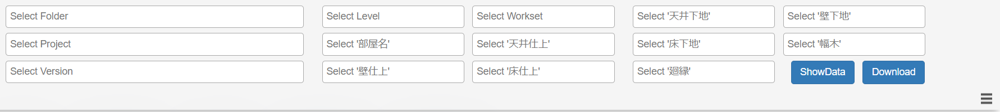 Select Folder
Select Level
Select Workset
Select '天井下地'
Select '壁下地'
Select Project
Select '部屋名'
Select '天井仕上'
Select '床下地'
Select '幅木'
Select Version
Select '壁仕上'
Select '床仕上'
Select '廻縁'
ShowData
Download